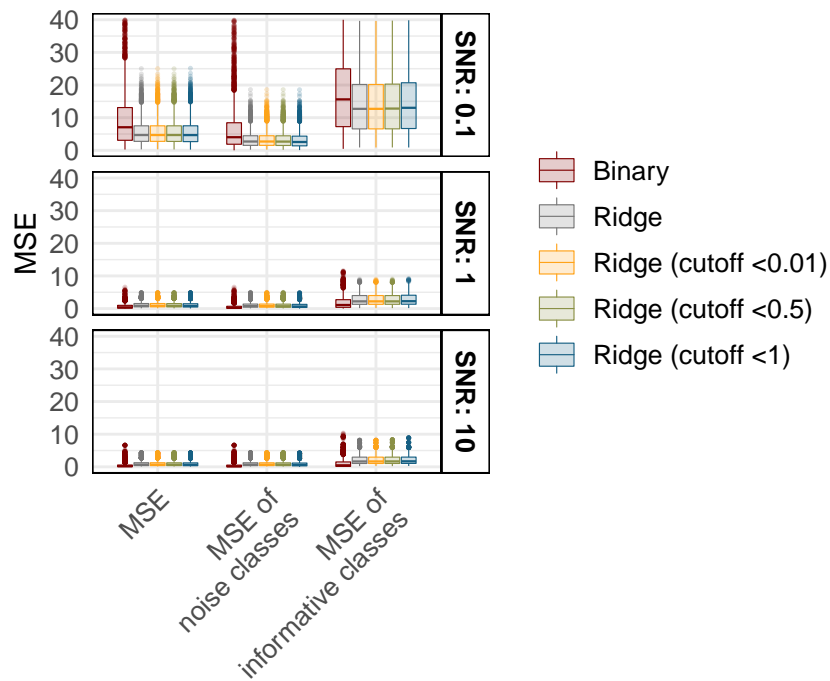 MSE
40
30
20
10
0
SNR: 0.1
40
30
20
10
0
SNR: 1
40
30
20
10
0
SNR: 10
MSE
MSE of
noise classes
MSE of
informative classes
Binary
Ridge
Ridge (cutoff <0.01)
Ridge (cutoff <0.5)
Ridge (cutoff <1)